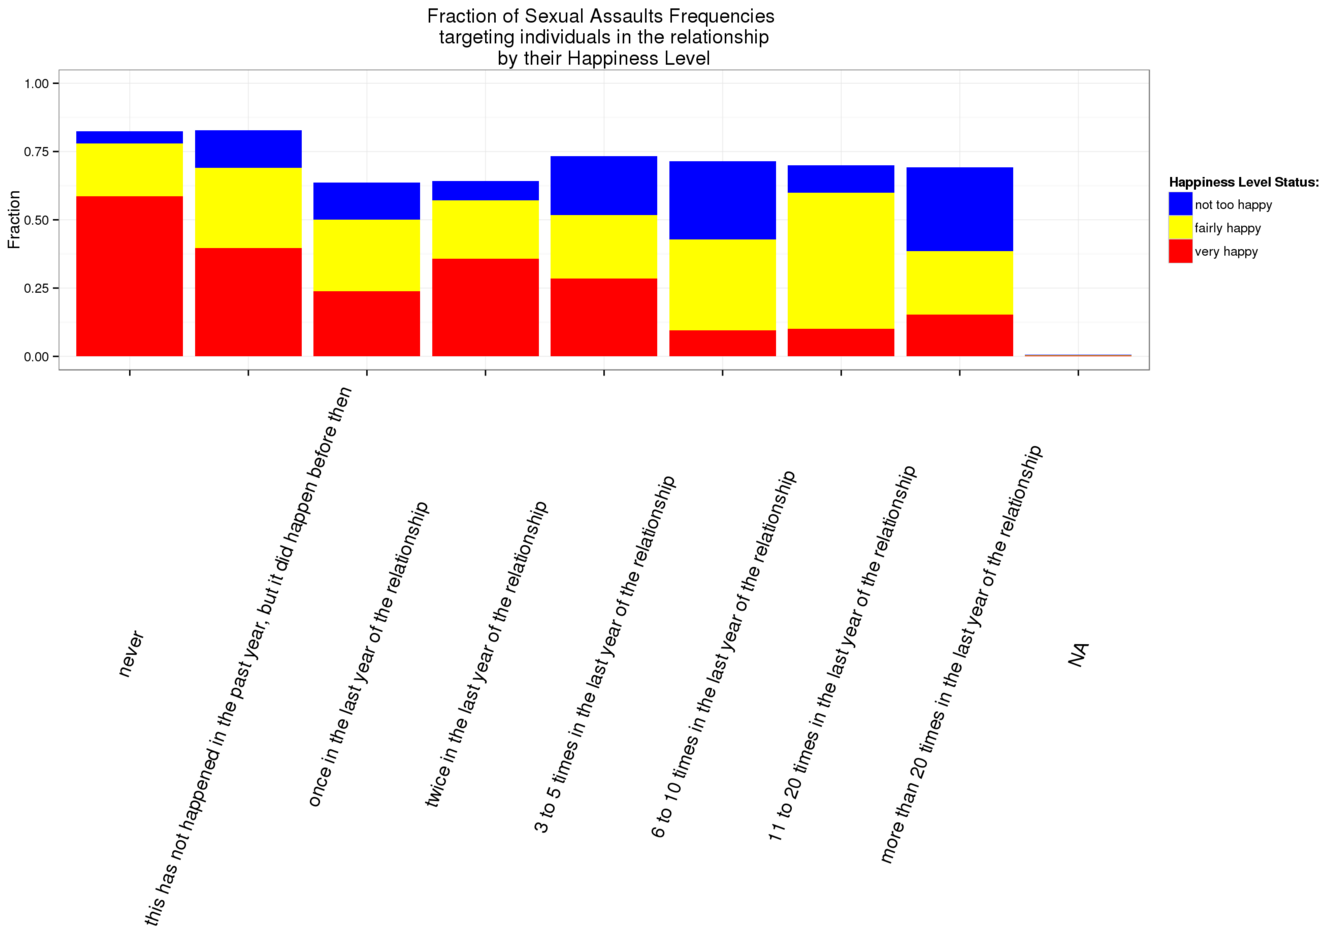 Fraction of Sexual Assaults Frequencies
targeting individuals in the relationship
by their Happiness Level
1.00
0.75
0.50
0.25
0.00
Fraction
Happiness Level Status:
not too happy
fairly happy
very happy
never
this has not happened in the past year, but it did happen before then
once in the last year of the relationship
twice in the last year of the relationship
3 to 5 times in the last year of the relationship
6 to 10 times in the last year of the relationship
11 to 20 times in the last year of the relationship
more than 20 times in the last year of the relationship
NA